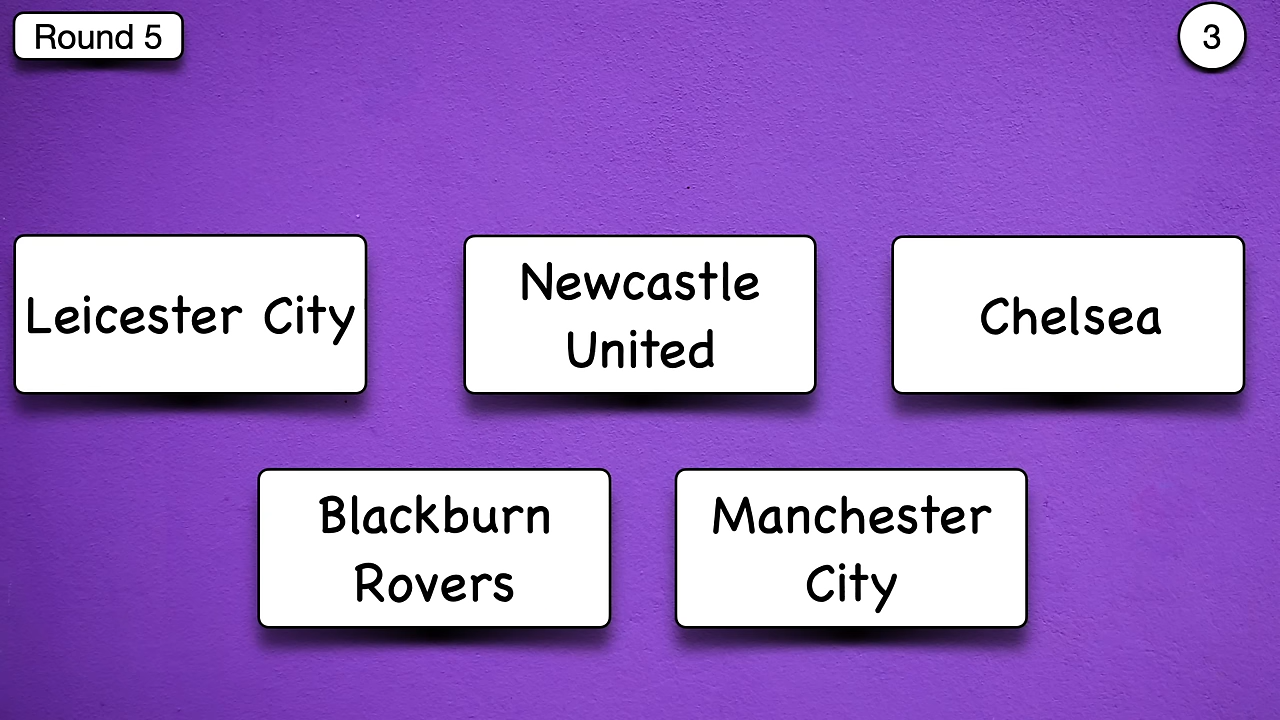 Round 5
3
Leicester City
Newcastle
United
Chelsea
Blackburn
Rovers
Manchester
City